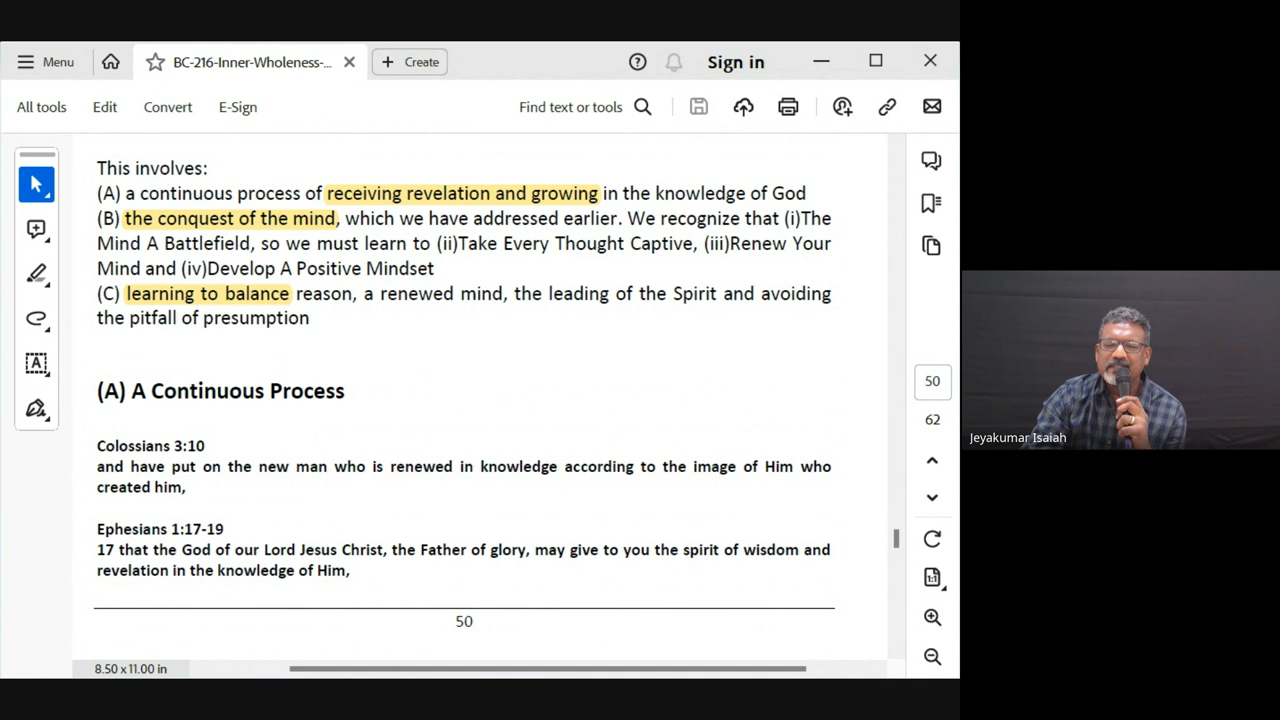 Menu
BC-216-Inner-Wholeness-...
Create
Sign in
All tools
Edit
Convert
E-Sign
Find text or tools
This involves:
(A) a continuous process of receiving revelation and growing in the knowledge of God
(B) the conquest of the mind, which we have addressed earlier. We recognize that (i)The
Mind A Battlefield, so we must learn to (ii)Take Every Thought Captive, (iii)Renew Your
Mind and (iv)Develop A Positive Mindset
(C) learning to balance reason, a renewed mind, the leading of the Spirit and avoiding
the pitfall of presumption
(A) A Continuous Process
Colossians 3:10
and have put on the new man who is renewed in knowledge according to the image of Him who
created him,
Ephesians 1:17-19
17 that the God of our Lord Jesus Christ, the Father of glory, may give to you the spirit of wisdom and
revelation in the knowledge of Him,
50
8.50 x 11.00 in
50
62
1:1
Jeyakumar Isaiah